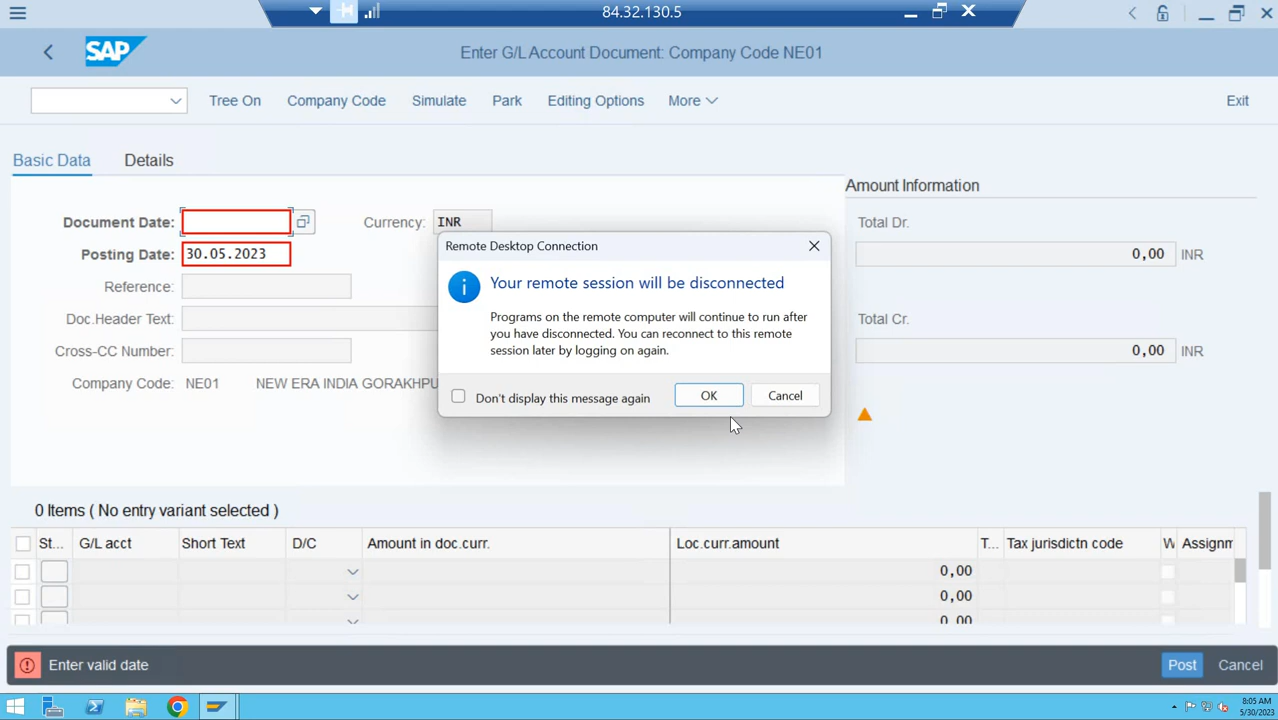 84.32.130.5
SAP
Enter G/L Account Document: Company Code NE01
Tree On
Company Code
Simulate
Park
Editing Options
More
Exit
Basic Data
Details
Amount Information
Document Date:
Currency: INR
Total Dr.
Posting Date: 30.05.2023
0,00 INR
Reference:
Doc.Header Text:
Total Cr.
Cross-CC Number:
0,00 INR
Company Code: NE01 NEW ERA INDIA GORAKHPU
Remote Desktop Connection
Your remote session will be disconnected
Programs on the remote computer will continue to run after
you have disconnected. You can reconnect to this remote
session later by logging on again.
Don't display this message again
OK
Cancel
0 Items ( No entry variant selected )
St... G/L acct Short Text D/C Amount in doc.curr. Loc.curr.amount T... Tax jurisdictn code W Assignm
0,00
0,00
0,00
Enter valid date
Post
Cancel
8:05 AM
5/30/2023